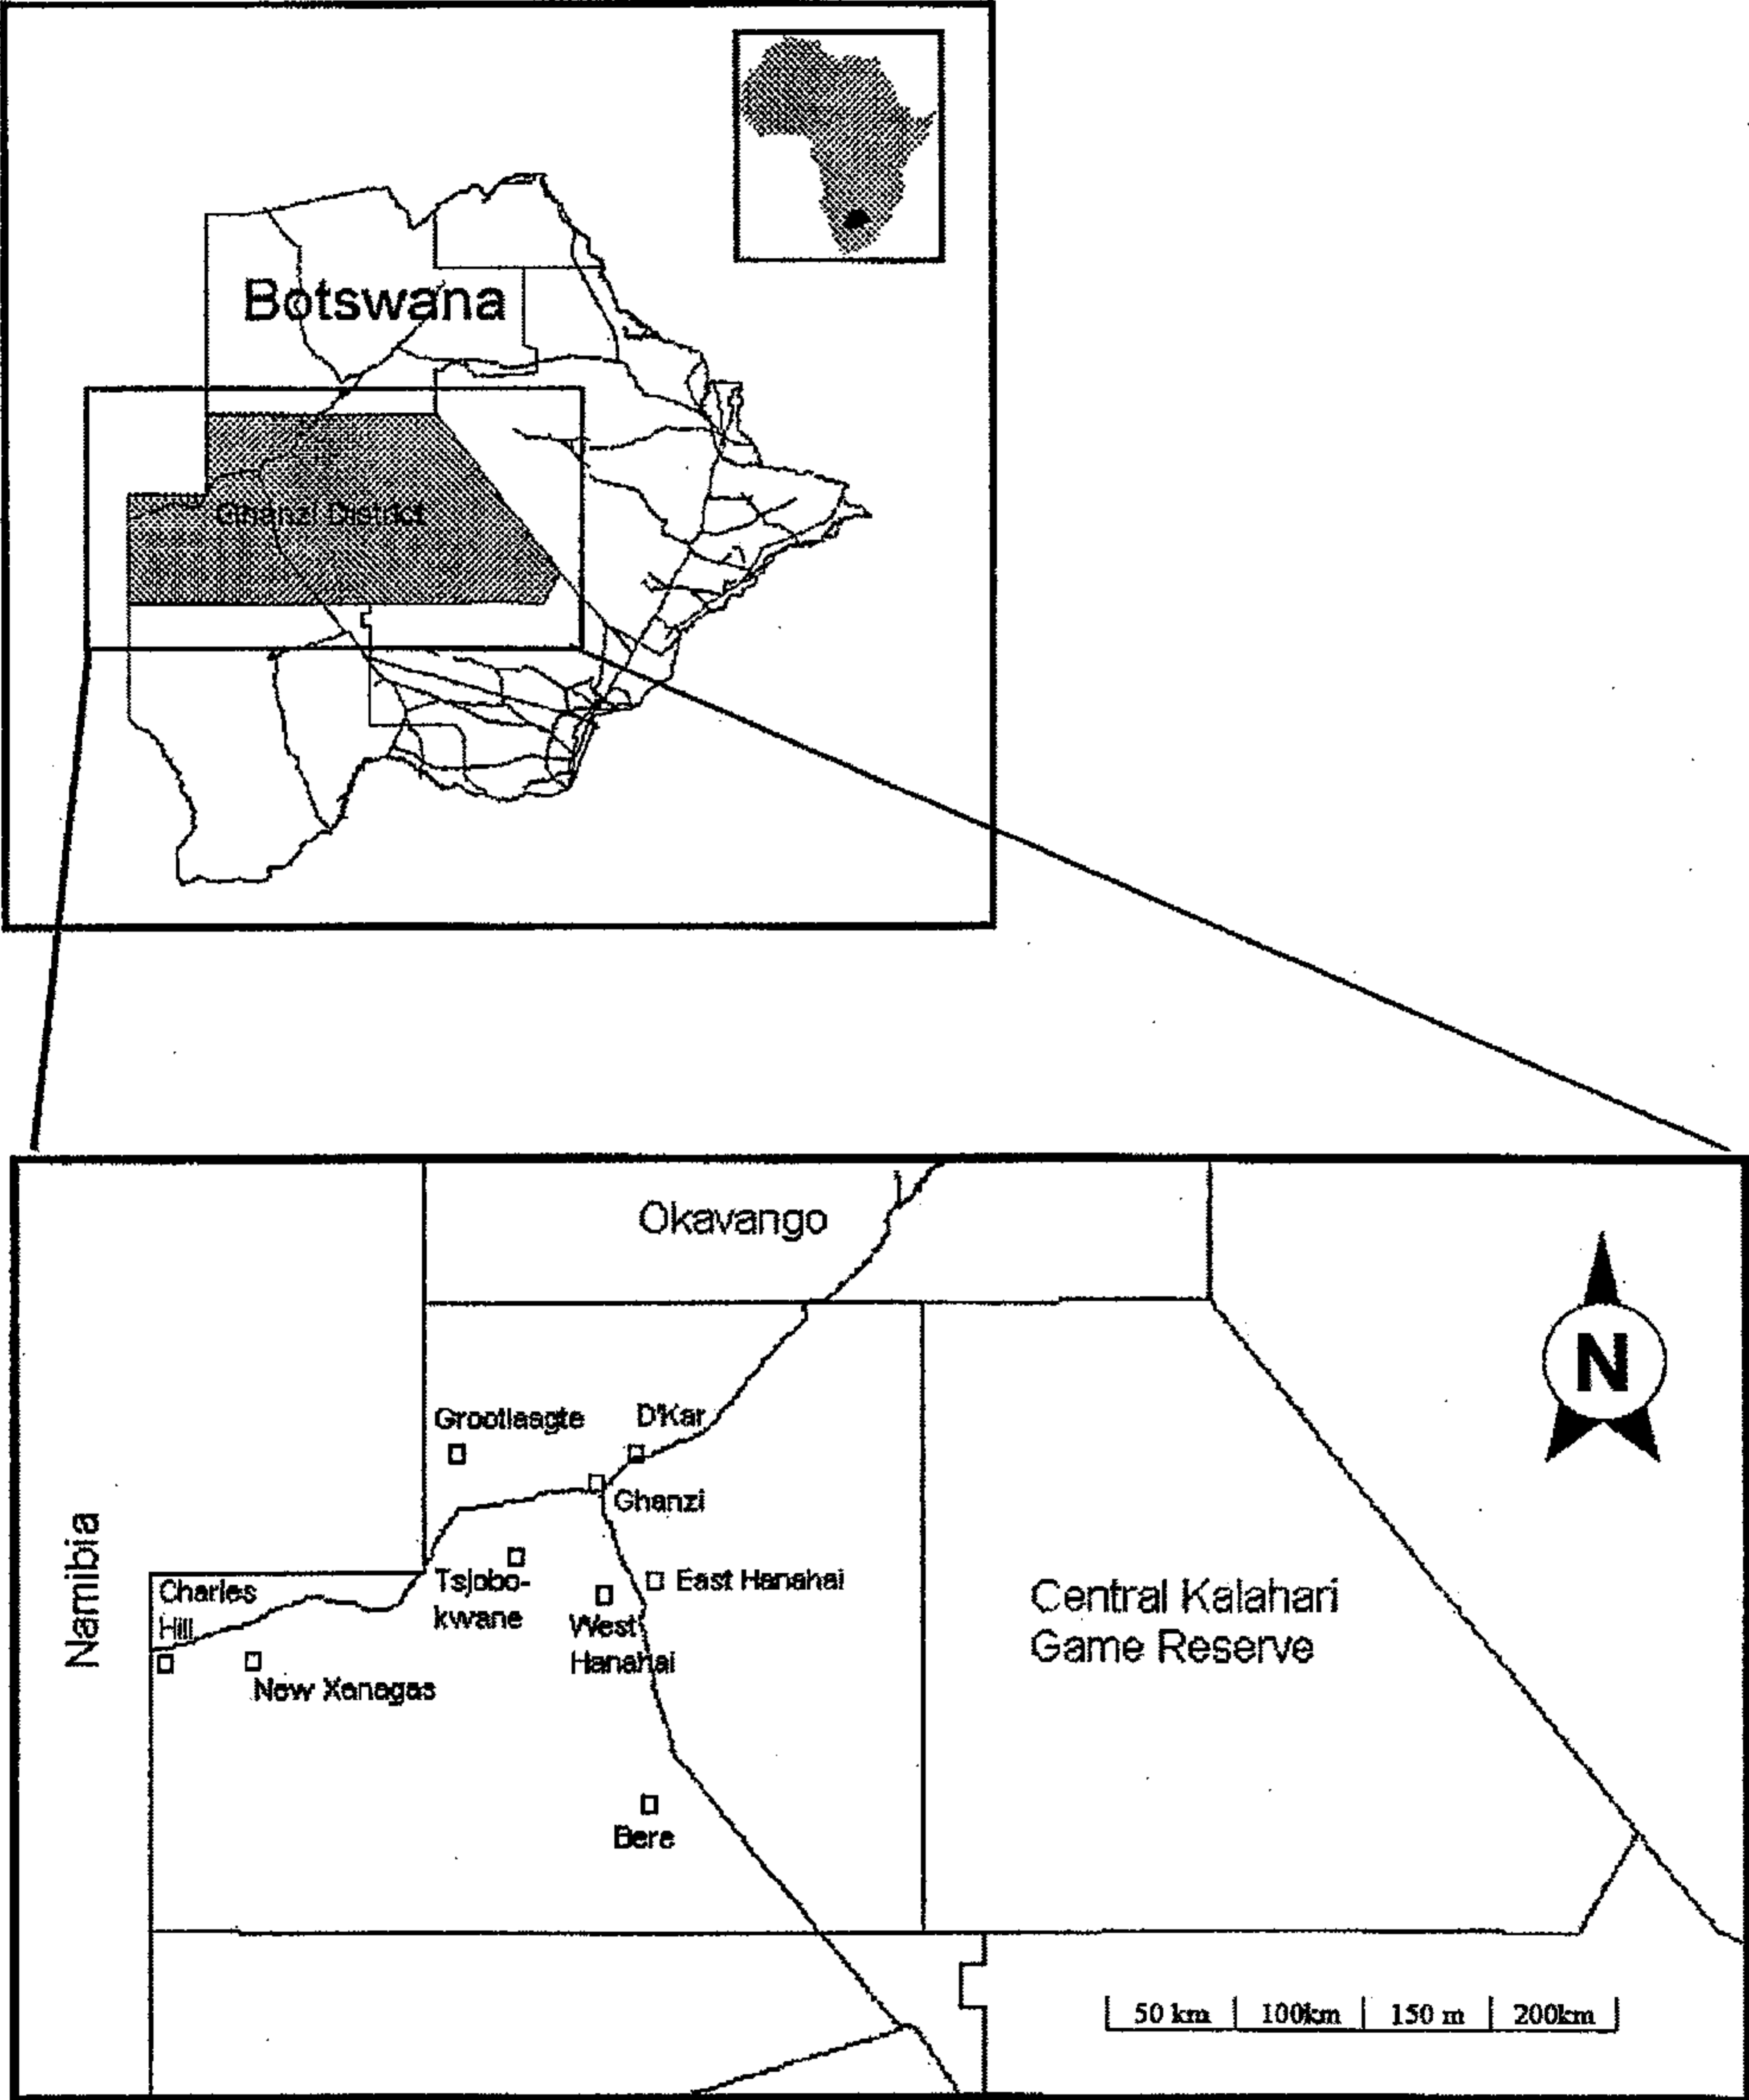 Botswana
Ghanzi District
Okavango
Grootlaagte
D'Kar
Ghanzi
Namibia
Charles
Hill
Tsjobo-
kwane
East Hanahai
West
Hanahai
New Xanagas
Central Kalahari
Game Reserve
Bere
N
50 km
100km
150 m
200km